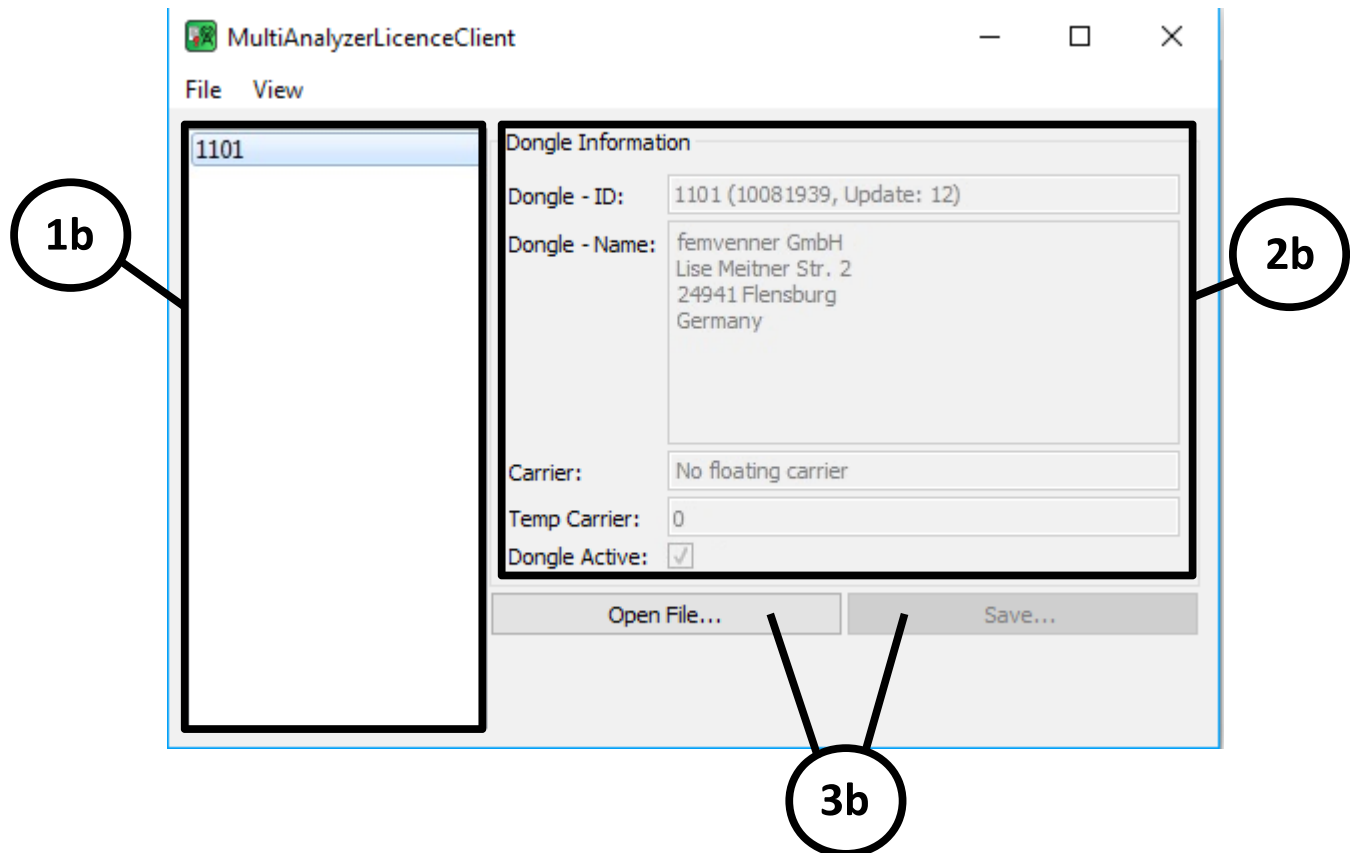 MultiAnalyzerLicenceClient
File View
1101
Dongle Information
Dongle - ID: 1101 (10081939, Update: 12)
Dongle - Name: femvenner GmbH
Lise Meitner Str. 2
24941 Flensburg
Germany
Carrier: No floating carrier
Temp Carrier: 0
Dongle Active:
Open File... Save...
1b
2b
3b